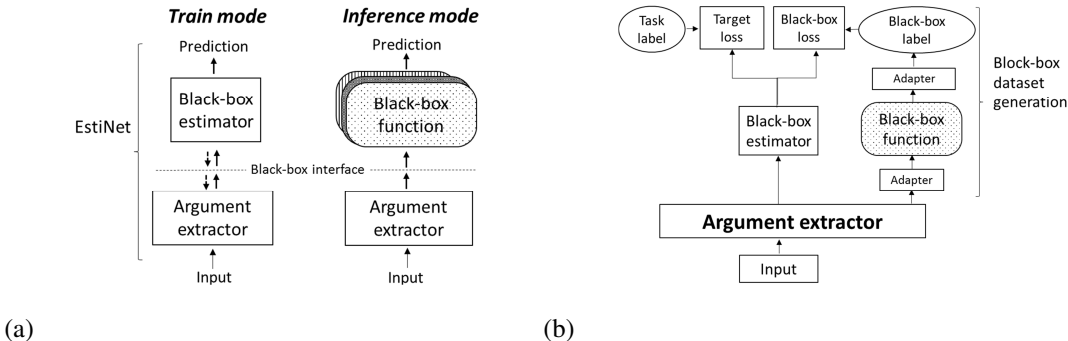 Train mode
Inference mode
Prediction
Prediction
Black-box
estimator
Black-box
function
EstiNet
Black-box interface
Argument
extractor
Argument
extractor
Input
Input
(a)
Task
label
Target
loss
Black-box
loss
Black-box
label
Adapter
Black-box
estimator
Black-box
function
Adapter
Block-box
dataset
generation
Argument extractor
Input
(b)